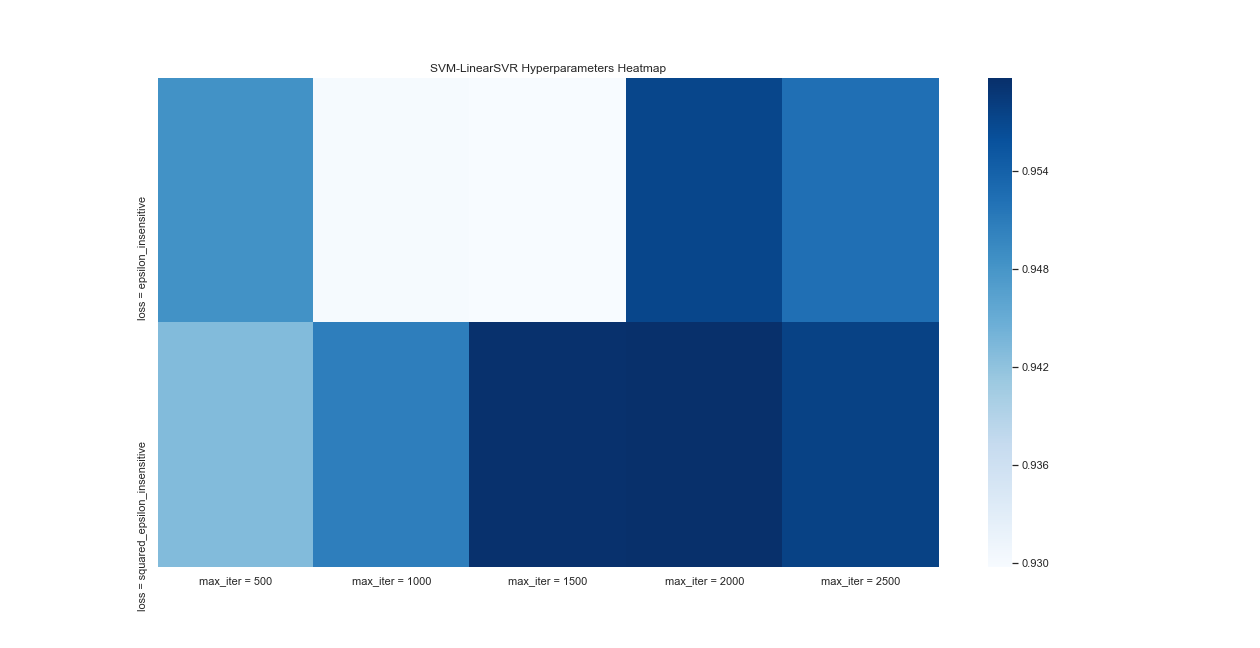 SVM-LinearSVR Hyperparameters Heatmap
loss = epsilon_insensitive
loss = squared_epsilon_insensitive
max_iter = 500
max_iter = 1000
max_iter = 1500
max_iter = 2000
max_iter = 2500
0.954
0.948
0.942
0.936
0.930